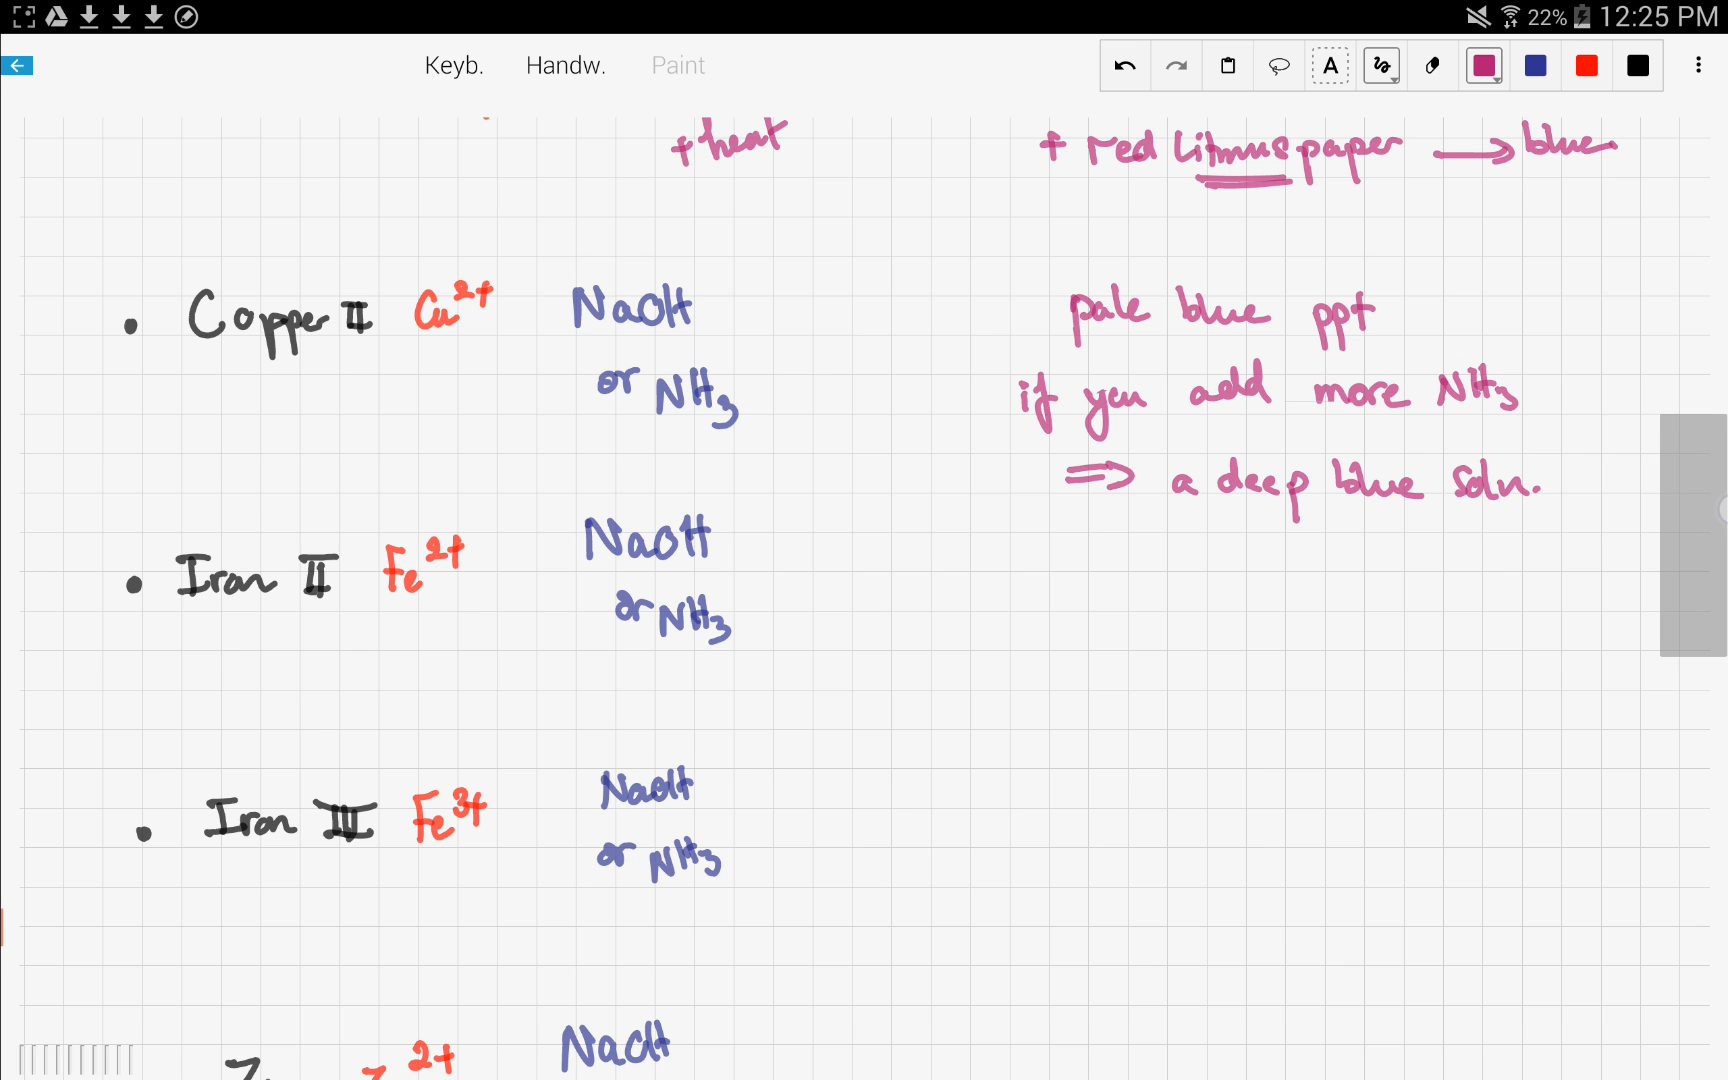 22% 12:25 PM
Keyb. Handw. Paint A
+ heat + red litmus paper → blue
• Copper II Cu²⁺ NaOH pale blue ppt
or NH₃ if you add more NH₃
⇒ a deep blue soln.
• Iron II Fe²⁺ NaOH
or NH₃
• Iron III Fe³⁺ NaOH
or NH₃
2+ NaOH